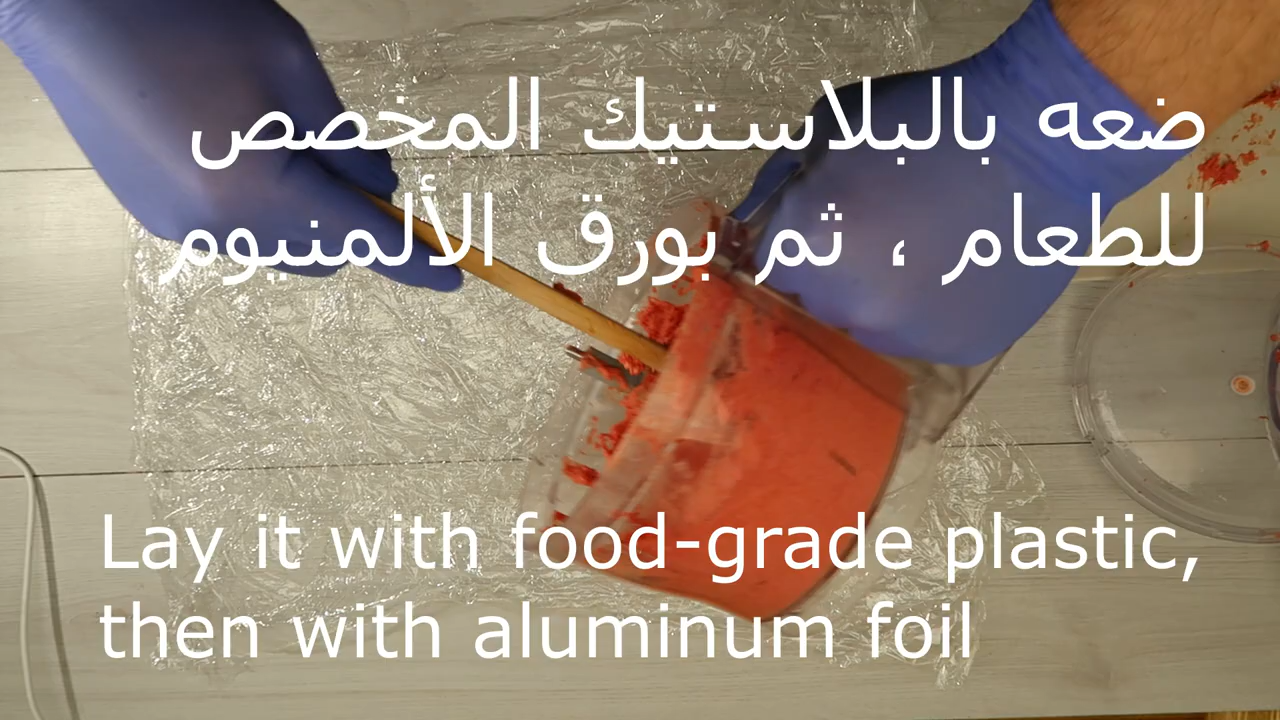 ضعه بالبلاستيك المخصص
للطعام ، ثم بورق الألمنيوم
Lay it with food-grade plastic,
then with aluminum foil